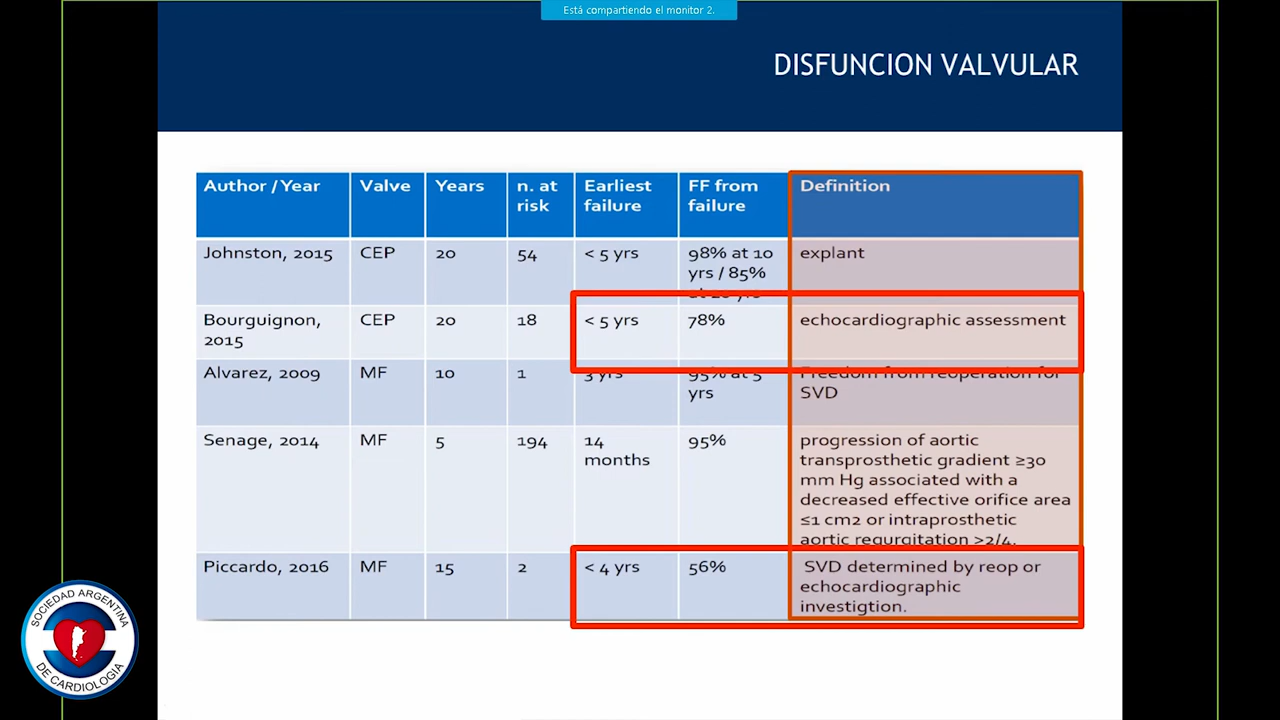 Está compartiendo el monitor 2.
DISFUNCION VALVULAR
Author /Year Valve Years n. at risk Earliest failure FF from failure Definition
Johnston, 2015 CEP 20 54 < 5 yrs 98% at 10 yrs / 85% explant
Bourguignon, 2015 CEP 20 18 < 5 yrs 78% echocardiographic assessment
Alvarez, 2009 MF 10 1 3 yrs 95% at 5 yrs Freedom from reoperation for SVD
Senage, 2014 MF 5 194 14 months 95% progression of aortic
transprosthetic gradient ≥30
mm Hg associated with a
decreased effective orifice area
≤1 cm2 or intraprosthetic
aortic regurgitation >2/4.
Piccardo, 2016 MF 15 2 < 4 yrs 56% SVD determined by reop or
echocardiographic
investigtion.
SOCIEDAD ARGENTINA
DE CARDIOLOGIA